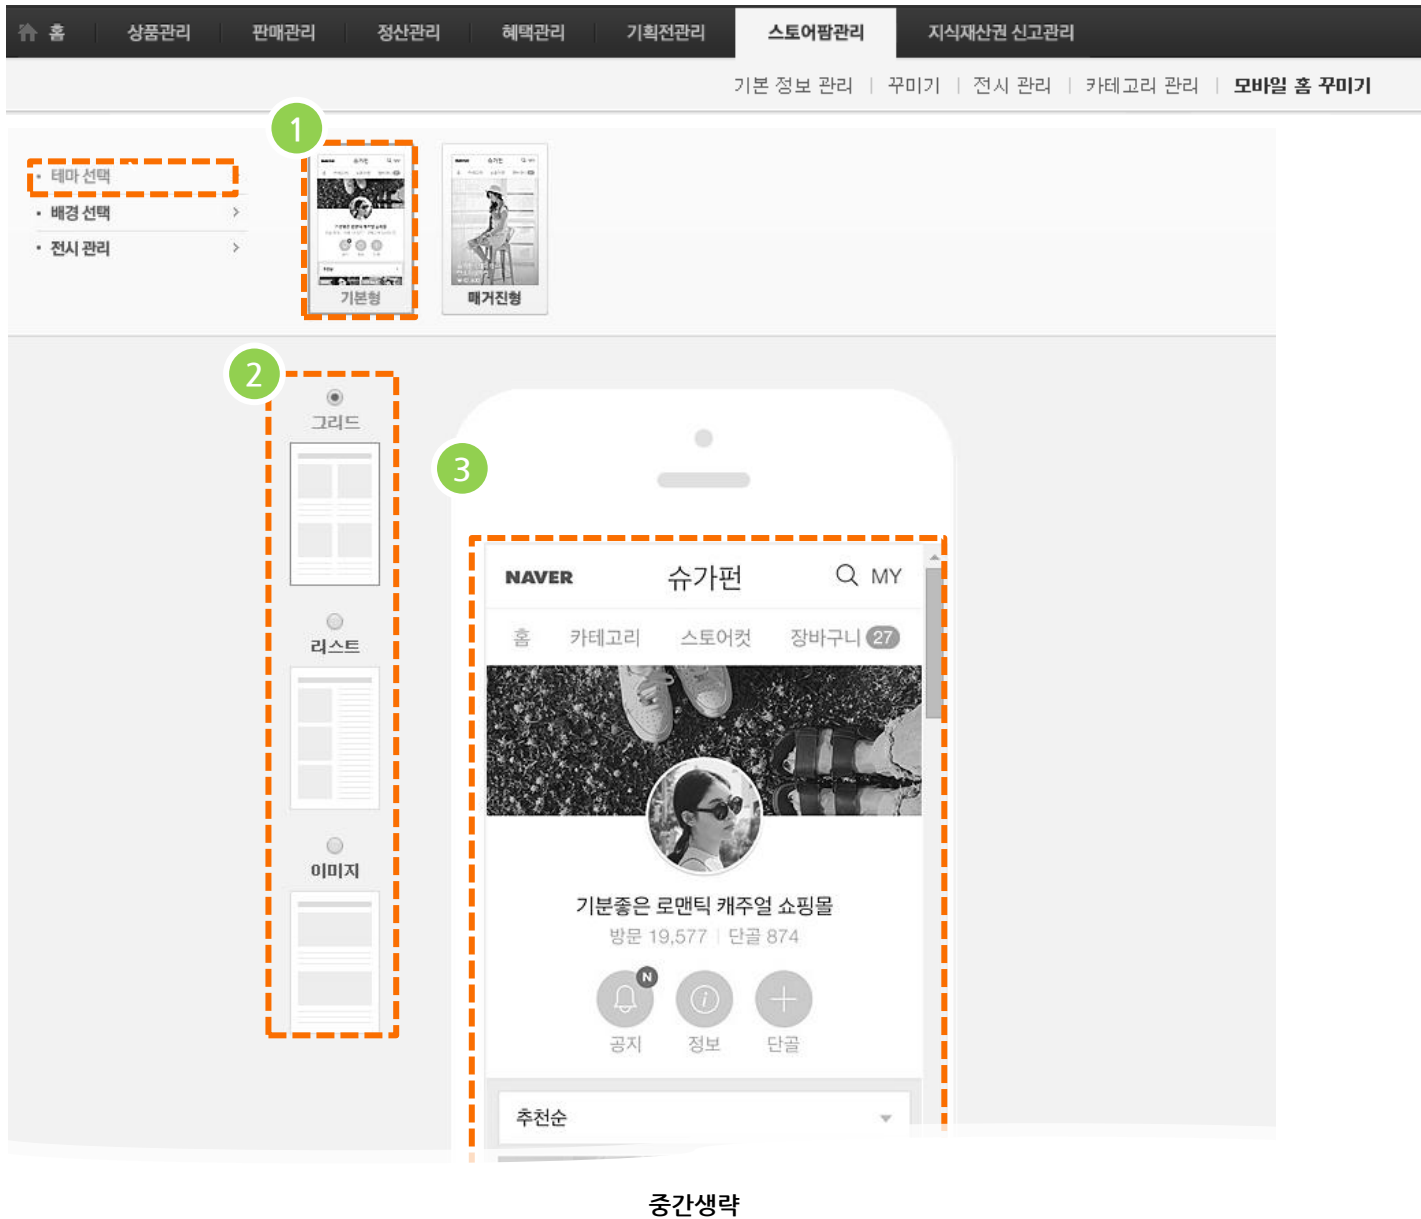 홈 상품관리 판매관리 정산관리 혜택관리 기획전관리 스토어팜관리 지식재산권 신고관리
기본 정보 관리 | 꾸미기 | 전시 관리 | 카테고리 관리 | 모바일 홈 꾸미기
1
• 테마 선택
• 배경 선택 >
• 전시 관리 >
NAVER 슈가펀
기본형
매거진형
2
그리드
리스트
이미지
3
NAVER 슈가펀 MY
홈 카테고리 스토어컷 장바구니 27
기분좋은 로맨틱 캐주얼 쇼핑몰
방문 19,577 | 단골 874
N
공지 정보 단골
추천순
중간생략